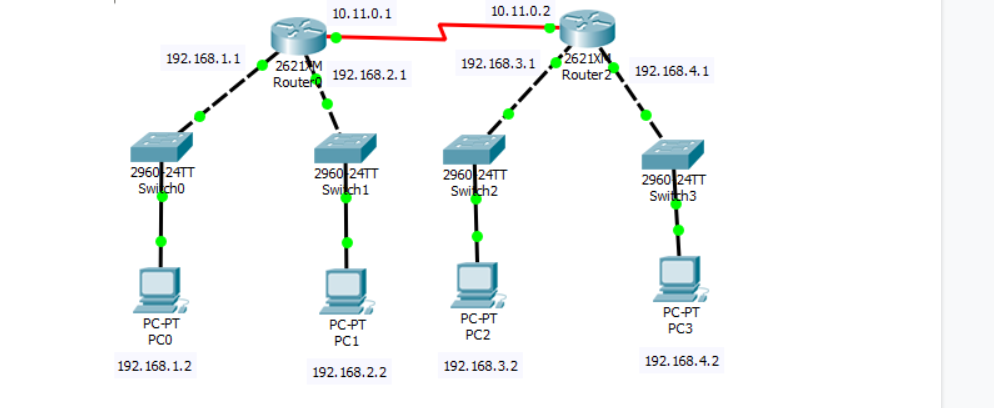 10.11.0.1
10.11.0.2
192.168.1.1
2621XM
Router0
192.168.2.1
192.168.3.1
2621XM
Router2
192.168.4.1
2960-24TT
Switch0
2960-24TT
Switch1
2960-24TT
Switch2
2960-24TT
Switch3
PC-PT
PC0
PC-PT
PC1
PC-PT
PC2
PC-PT
PC3
192.168.1.2
192.168.2.2
192.168.3.2
192.168.4.2